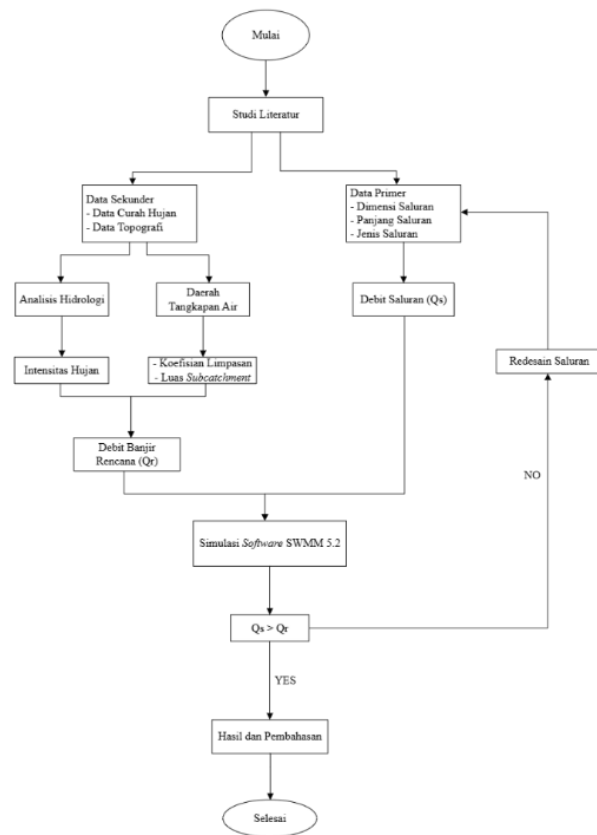 Mulai
Studi Literatur
Data Sekunder
- Data Curah Hujan
- Data Topografi
Data Primer
- Dimensi Saluran
- Panjang Saluran
- Jenis Saluran
Analisis Hidrologi
Daerah
Tangkapan Air
Debit Saluran (Qs)
Intensitas Hujan
- Koefisian Limpasan
- Luas Subcatchment
Redesain Saluran
Debit Banjir
Rencana (Qr)
NO
Simulasi Software SWMM 5.2
Qs > Qr
YES
Hasil dan Pembahasan
Selesai